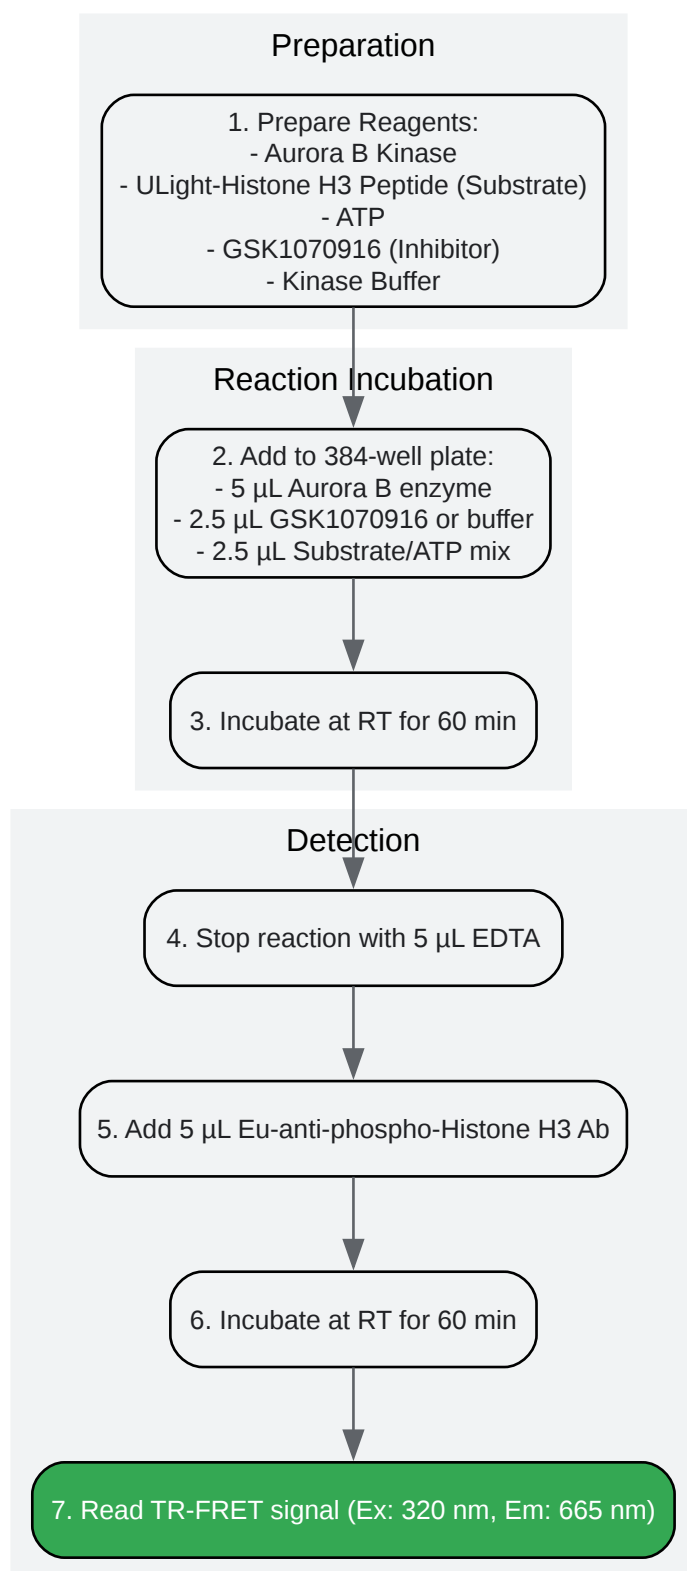 Preparation
1. Prepare Reagents:
- Aurora B Kinase
- ULight-Histone H3 Peptide (Substrate)
- ATP
- GSK1070916 (Inhibitor)
- Kinase Buffer
Reaction Incubation
2. Add to 384-well plate:
- 5 µL Aurora B enzyme
- 2.5 µL GSK1070916 or buffer
- 2.5 µL Substrate/ATP mix
3. Incubate at RT for 60 min
Detection
4. Stop reaction with 5 µL EDTA
5. Add 5 µL Eu-anti-phospho-Histone H3 Ab
6. Incubate at RT for 60 min
7. Read TR-FRET signal (Ex: 320 nm, Em: 665 nm)